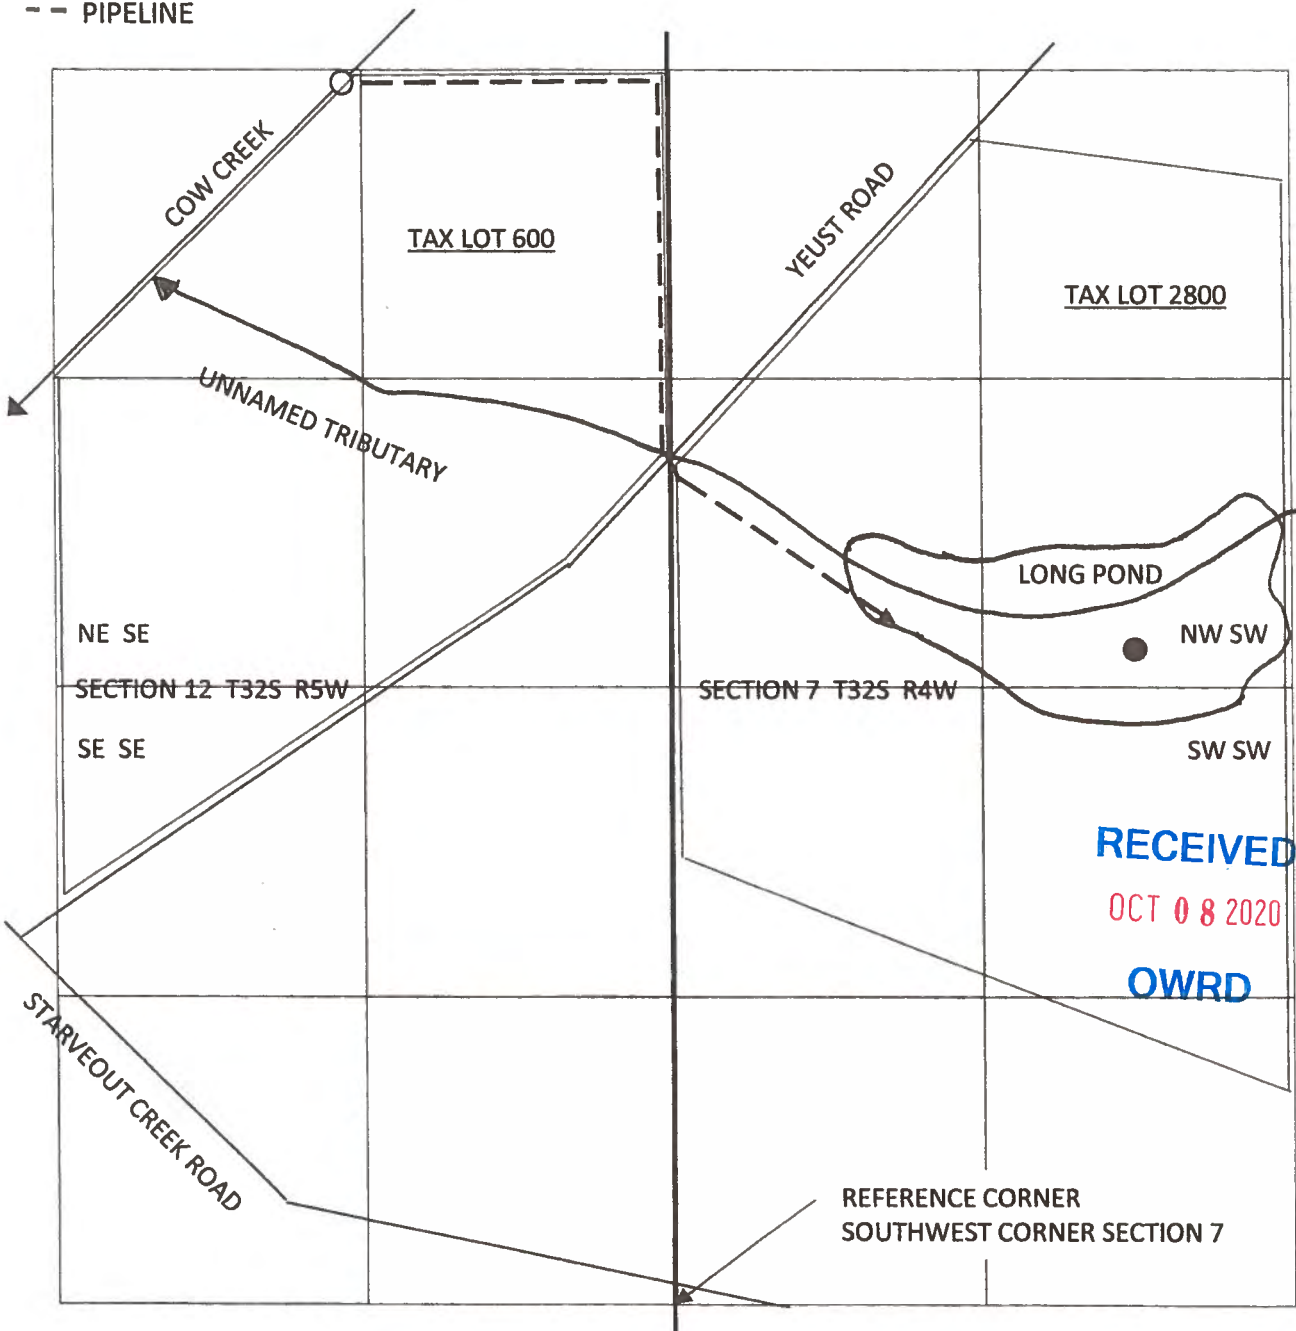 -- PIPELINE
COW CREEK
TAX LOT 600
YEUST ROAD
TAX LOT 2800
UNNAMED TRIBUTARY
LONG POND
NE SE
NW SW
SECTION 12 T32S R5W
SECTION 7 T32S R4W
SE SE
SW SW
RECEIVED
OCT 08 2020
OWRD
STARVEOUT CREEK ROAD
REFERENCE CORNER
SOUTHWEST CORNER SECTION 7